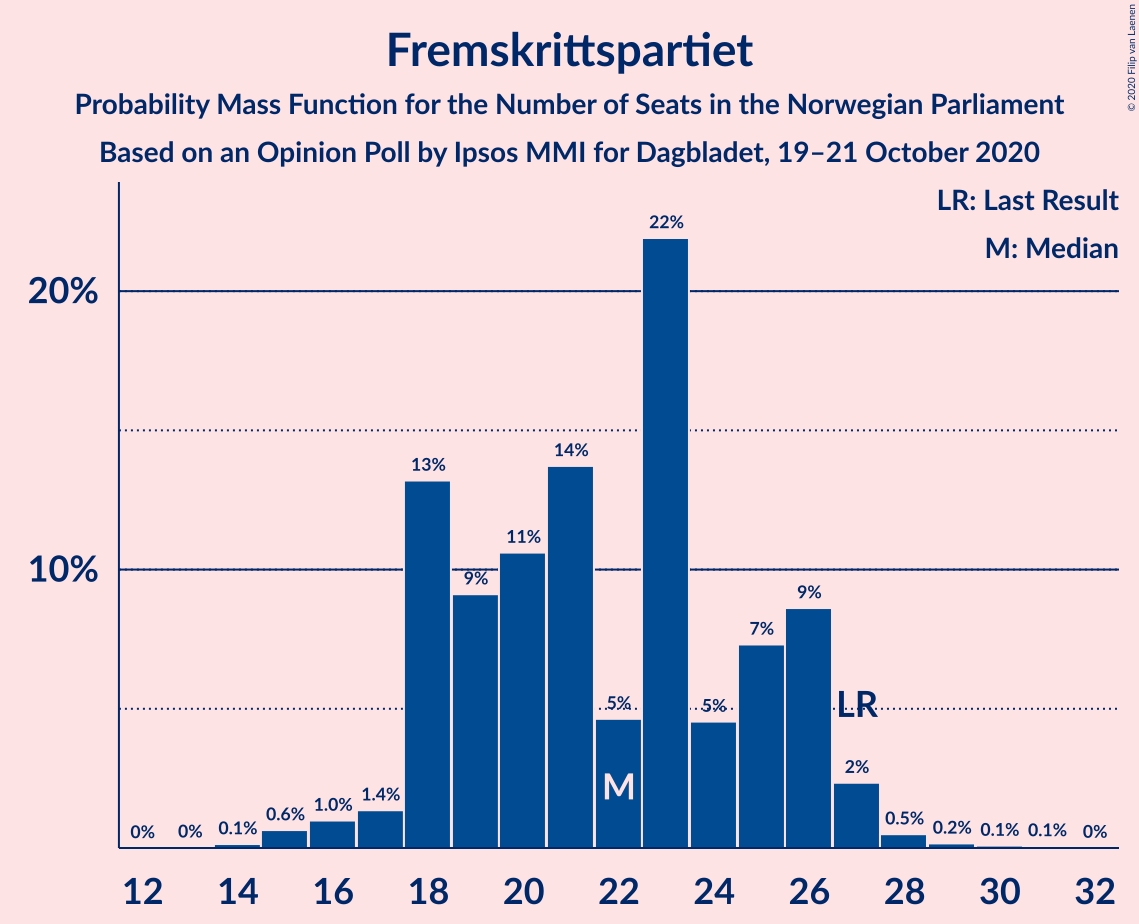 Fremskrittspartiet
Probability Mass Function for the Number of Seats in the Norwegian Parliament
Based on an Opinion Poll by Ipsos MMI for Dagbladet, 19–21 October 2020
© 2020 Filip van Laenen
LR: Last Result
M: Median
20%
10%
0%
0%
0.1%
0.6%
1.0%
1.4%
13%
9%
11%
14%
5%
22%
5%
7%
9%
2%
0.5%
0.2%
0.1%
0.1%
0%
M
LR
12 14 16 18 20 22 24 26 28 30 32